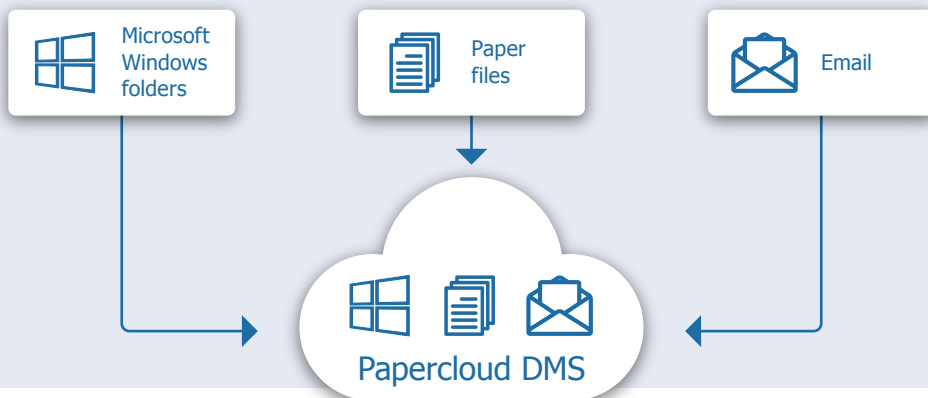 Microsoft
Windows
folders
Paper
files
Email
Papercloud DMS